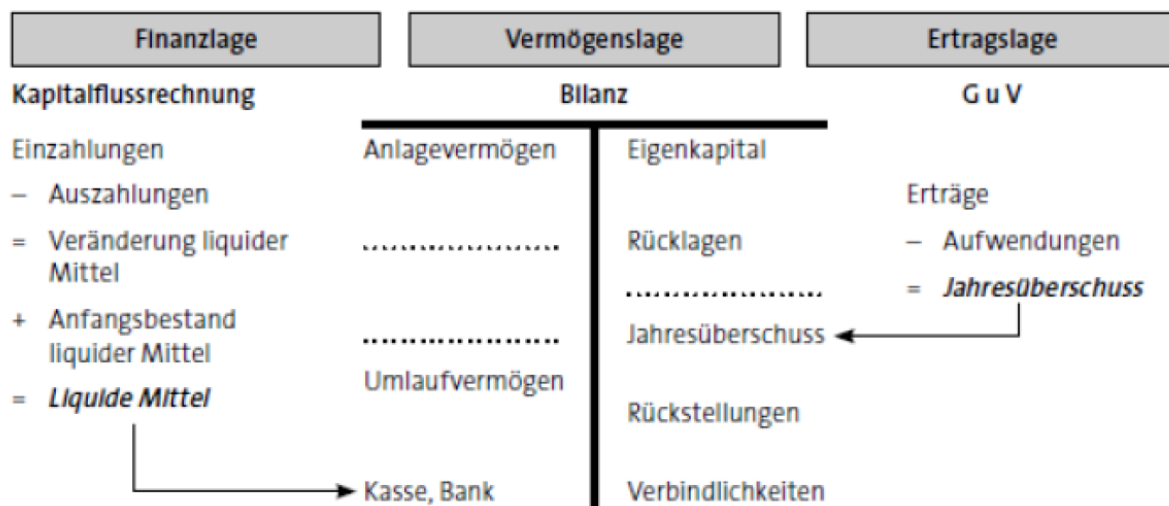 Finanzlage
Vermögenslage
Ertragslage
Kapitalflussrechnung
Bilanz
G u V
Einzahlungen
– Auszahlungen
= Veränderung liquider
Mittel
+ Anfangsbestand
liquider Mittel
= Liquide Mittel
Anlagevermögen
Umlaufvermögen
Kasse, Bank
Eigenkapital
Rücklagen
Jahresüberschuss
Rückstellungen
Verbindlichkeiten
Erträge
– Aufwendungen
= Jahresüberschuss